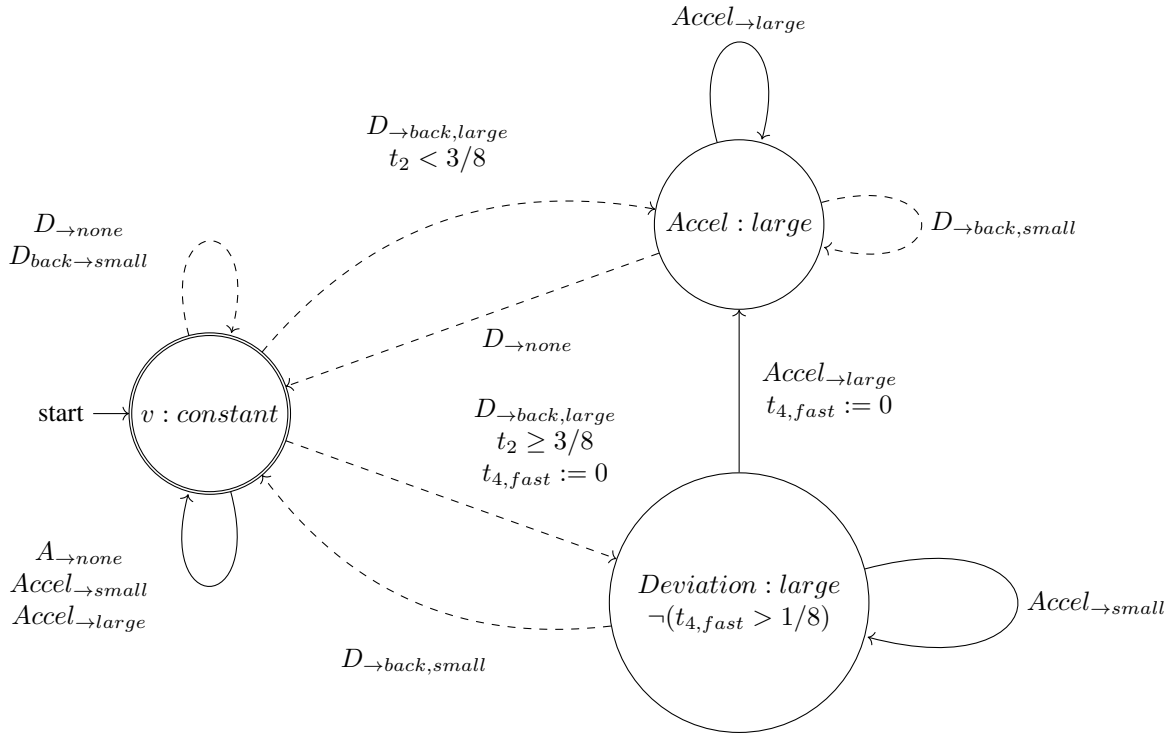 Accel→large
D→back,large
t2 < 3/8
Accel : large
D→back,small
D→none
Dback→small
D→none
start
v : constant
Accel→large
t4,fast := 0
D→back,large
t2 ≥ 3/8
t4,fast := 0
A→none
Accel→small
Accel→large
Deviation : large
¬(t4,fast > 1/8)
Accel→small
D→back,small